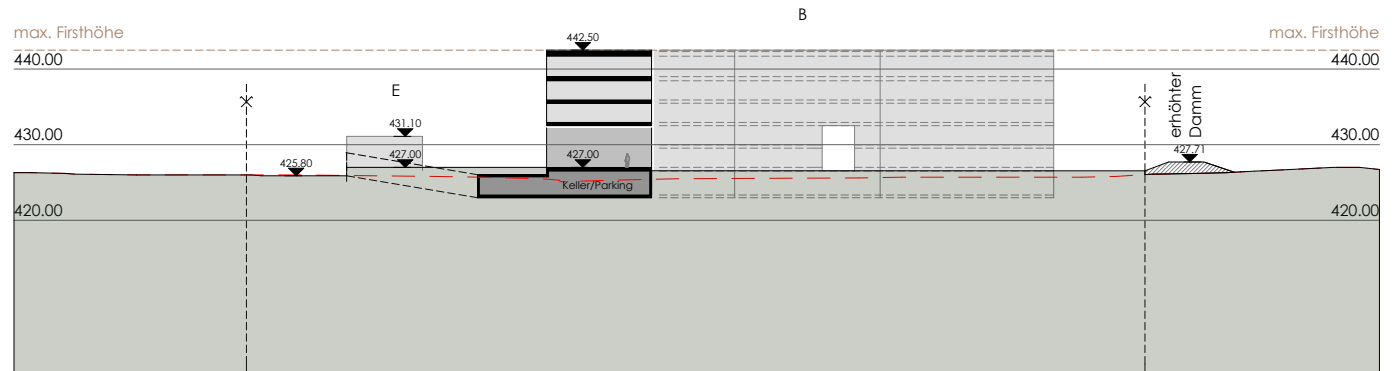 B
max. Firsthöhe
442.50
max. Firsthöhe
440.00
440.00
E
erhöhter
Damm
431.10
430.00
430.00
427.00
427.00
427.71
425.80
Keller/Parking
420.00
420.00